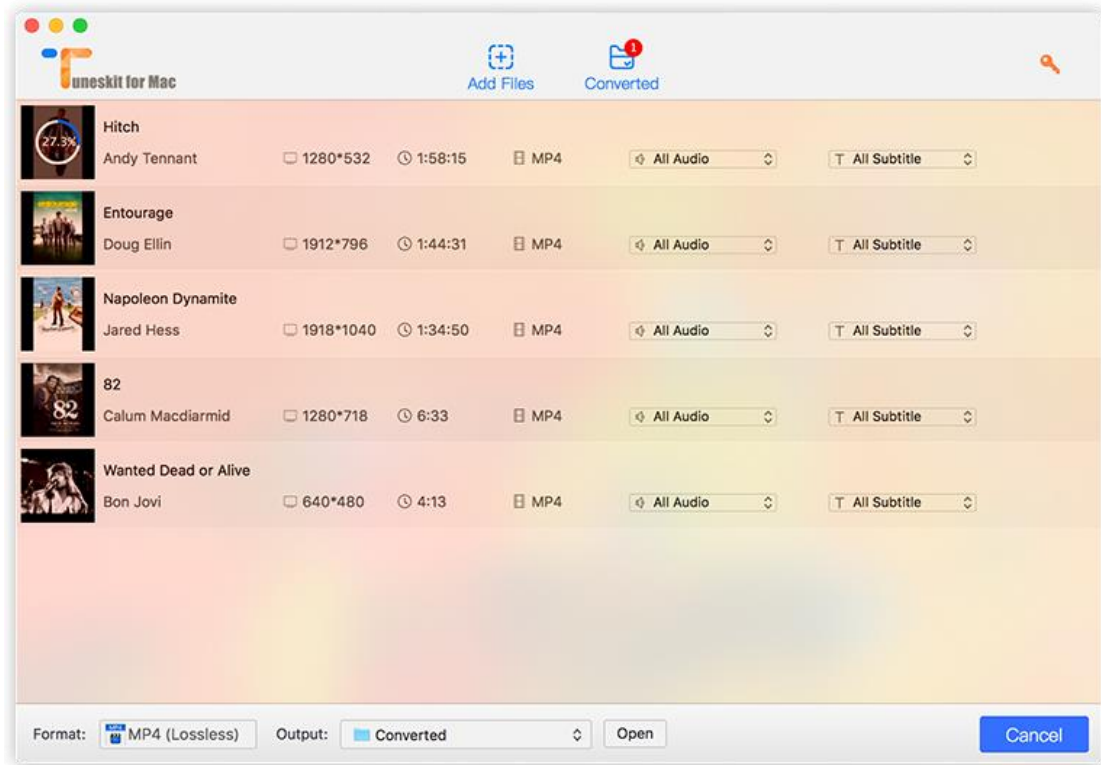 Tuneskit for Mac
Add Files
1
Converted
27.3%
Hitch
Andy Tennant 1280*532 1:58:15 MP4 All Audio T All Subtitle
Entourage
Doug Ellin 1912*796 1:44:31 MP4 All Audio T All Subtitle
Napoleon Dynamite
Jared Hess 1918*1040 1:34:50 MP4 All Audio T All Subtitle
82
82
Calum Macdiarmid 1280*718 6:33 MP4 All Audio T All Subtitle
Wanted Dead or Alive
Bon Jovi 640*480 4:13 MP4 All Audio T All Subtitle
Format: MP4 (Lossless) Output: Converted Open Cancel